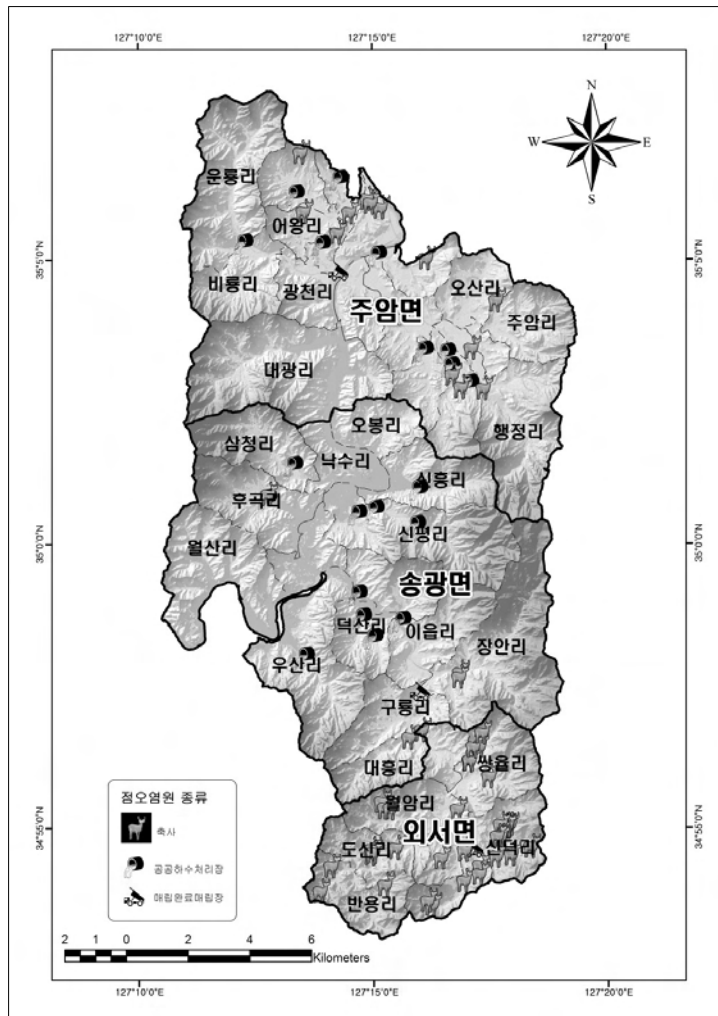 127°10'0"E 127°15'0"E 127°20'0"E
N
W E
S
운룡리
어왕리
35°5'0"N 35°5'0"N
비룡리 광천리 오산리
주암면 주암리
대광리
오봉리 행정리
삼청리 낙수리
신흥리
후곡리
신평리
35°0'0"N 35°0'0"N
월산리
송광면
덕산리 이읍리
우산리 장안리
구룡리
대흥리 쌍율리
점오염원 종류
월암리
34°55'0"N 34°55'0"N
축사
외서면
도신리 신덕리
공공하수처리장
매립완료매립장
반용리
2 1 0 2 4 6
Kilometers
127°10'0"E 127°15'0"E 127°20'0"E